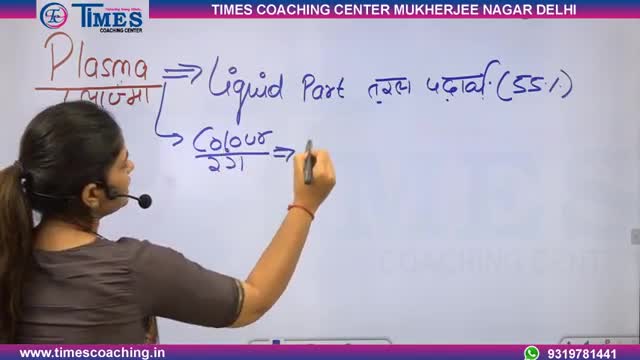 TIMES COACHING CENTER MUKHERJEE NAGAR DELHI
TIMES
COACHING CENTER
Plasma ⇒ Liquid Part तरल पदार्थ (55%)
प्लाज्मा
Colour
रंग ⇒
TIMES
COACHING CENTER
www.timescoaching.in
9319781441